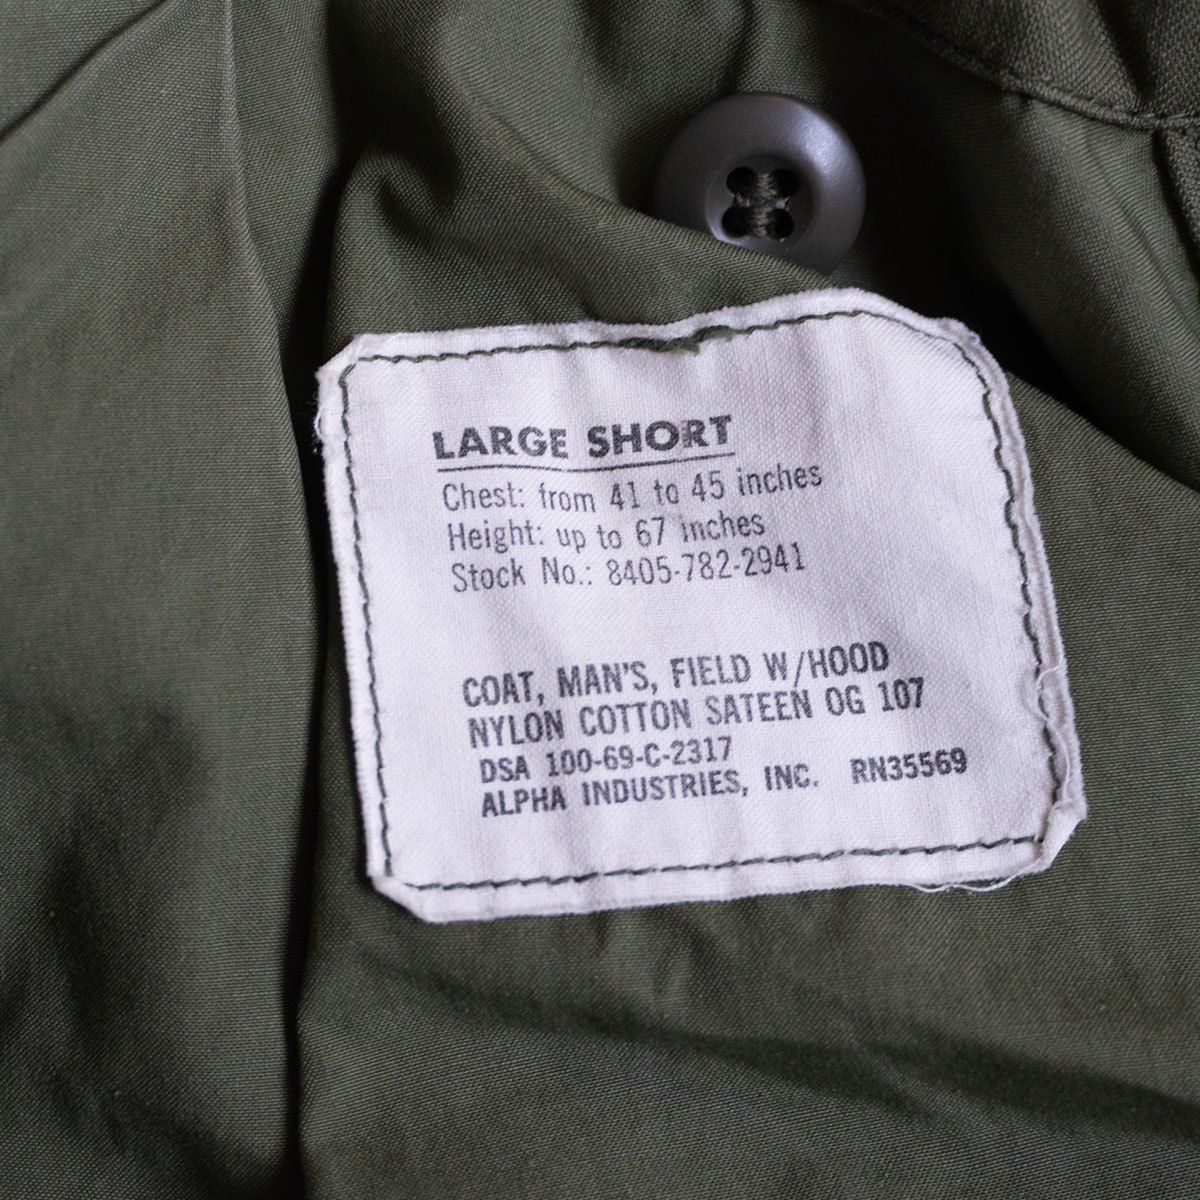 LARGE SHORT
Chest: from 41 to 45 inches
Height: up to 67 inches
Stock No.: 8405-782-2941
COAT, MAN'S, FIELD W/HOOD
NYLON COTTON SATEEN OG 107
DSA 100-69-C-2317
ALPHA INDUSTRIES, INC. RN35569